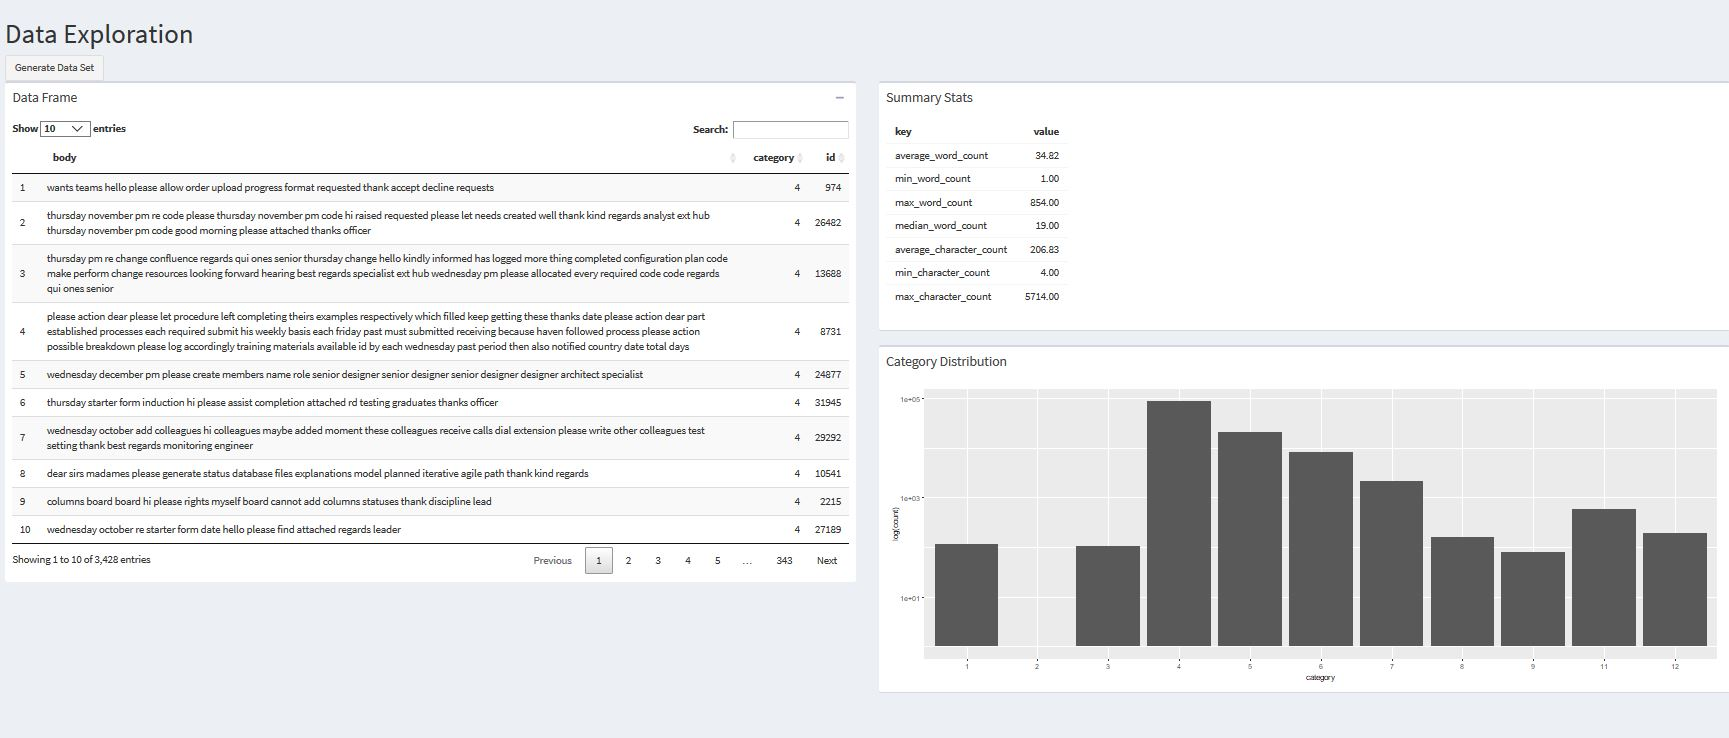 Data Exploration
Generate Data Set
Data Frame
Show 10 entries
Search:
body category id
1 wants teams hello please allow order upload progress format requested thank accept decline requests 4 974
2 thursday november pm re code please thursday november pm code hi raised requested please let needs created well thank kind regards analyst ext hub
thursday november pm code good morning please attached thanks officer 4 26482
3 thursday pm re change confluence regards qui ones senior thursday change hello kindly informed has logged more thing completed configuration plan code
make perform change resources looking forward hearing best regards specialist ext hub wednesday pm please allocated every required code code regards
qui ones senior 4 13688
4 please action dear please let procedure left completing theirs examples respectively which filled keep getting these thanks date please action dear part
established processes each required submit his weekly basis each friday past must submitted receiving because haven followed process please action
possible breakdown please log accordingly training materials available id by each wednesday past period then also notified country date total days 4 8731
5 wednesday december pm please create members name role senior designer senior designer senior designer designer architect specialist 4 24877
6 thursday starter form induction hi please assist completion attached rd testing graduates thanks officer 4 31945
7 wednesday october add colleagues hi colleagues maybe added moment these colleagues receive calls dial extension please write other colleagues test
setting thank best regards monitoring engineer 4 29292
8 dear sirs madames please generate status database files explanations model planned iterative agile path thank kind regards 4 10541
9 columns board board hi please rights myself board cannot add columns statuses thank discipline lead 4 2215
10 wednesday october re starter form date hello please find attached regards leader 4 27189
Showing 1 to 10 of 3,428 entries
Previous 1 2 3 4 5 ... 343 Next
Summary Stats
key value
average_word_count 34.82
min_word_count 1.00
max_word_count 854.00
median_word_count 19.00
average_character_count 206.83
min_character_count 4.00
max_character_count 5714.00
Category Distribution
1e+05
1e+03
1e+01
log(count)
1 2 3 4 5 6 7 8 9 11 12
category